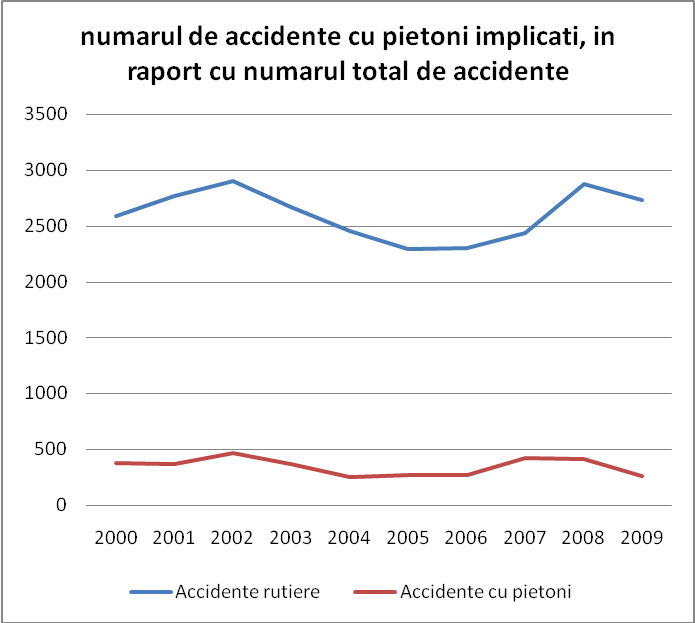 numarul de accidente cu pietoni implicati, in
raport cu numarul total de accidente
3500
3000
2500
2000
1500
1000
500
0
2000 2001 2002 2003 2004 2005 2006 2007 2008 2009
Accidente rutiere Accidente cu pietoni